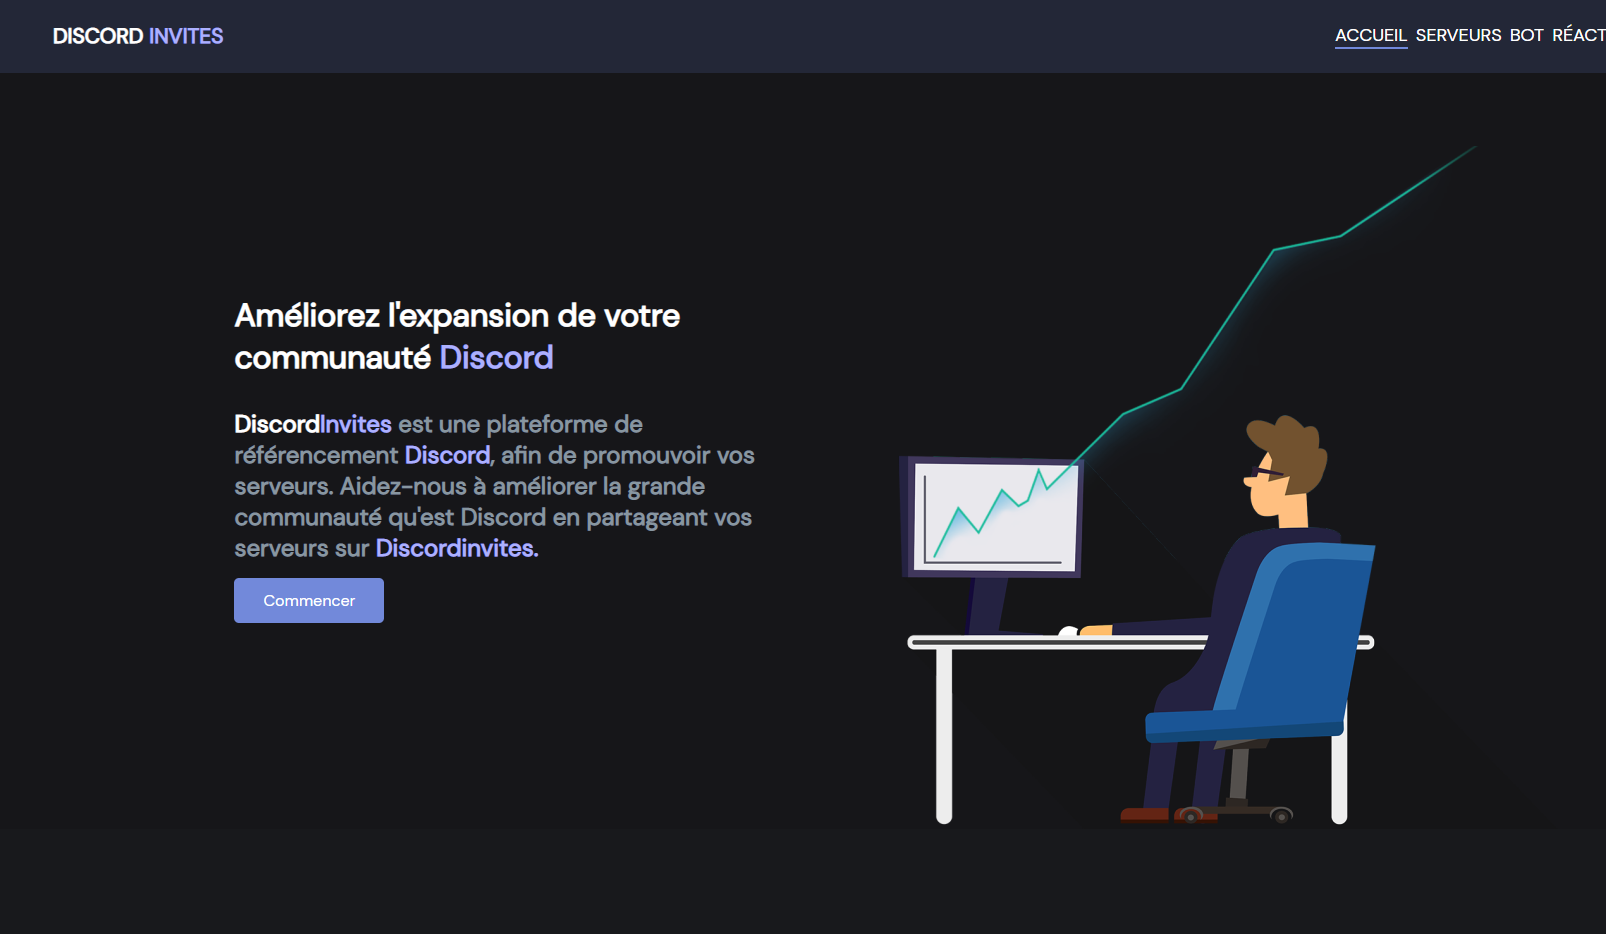 DISCORD INVITES
ACCUEIL SERVEURS BOT RÉACT
Améliorez l'expansion de votre
communauté Discord
DiscordInvites est une plateforme de
référencement Discord, afin de promouvoir vos
serveurs. Aidez-nous à améliorer la grande
communauté qu'est Discord en partageant vos
serveurs sur Discordinvites.
Commencer